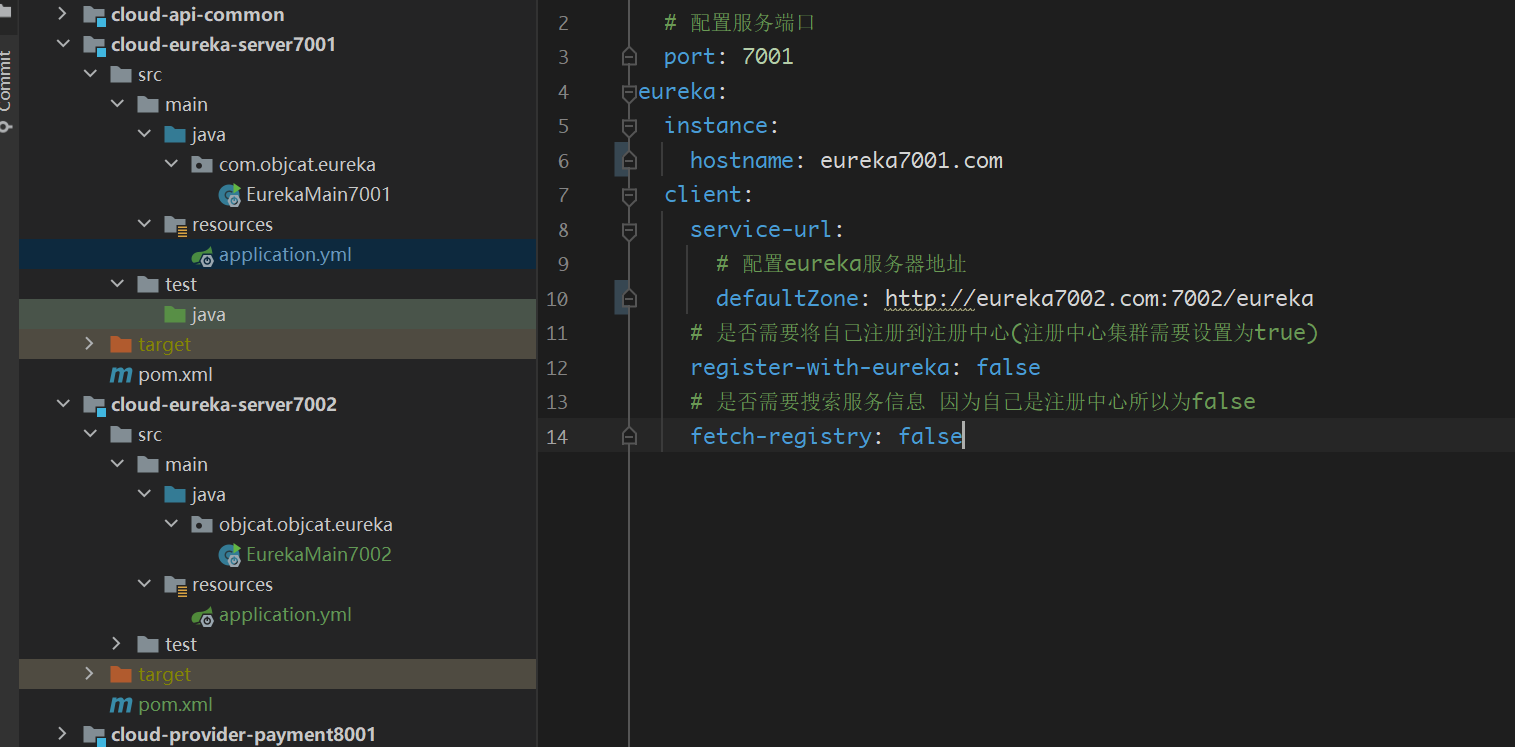 Commit
cloud-api-common
cloud-eureka-server7001
src
main
java
com.objcat.eureka
EurekaMain7001
resources
application.yml
test
java
target
pom.xml
cloud-eureka-server7002
src
main
java
objcat.objcat.eureka
EurekaMain7002
resources
application.yml
test
target
pom.xml
cloud-provider-payment8001
2 # 配置服务端口
3 port: 7001
4 eureka:
5 instance:
6 hostname: eureka7001.com
7 client:
8 service-url:
9 # 配置eureka服务器地址
10 defaultZone: http://eureka7002.com:7002/eureka
11 # 是否需要将自己注册到注册中心(注册中心集群需要设置为true)
12 register-with-eureka: false
13 # 是否需要搜索服务信息 因为自己是注册中心所以为false
14 fetch-registry: false